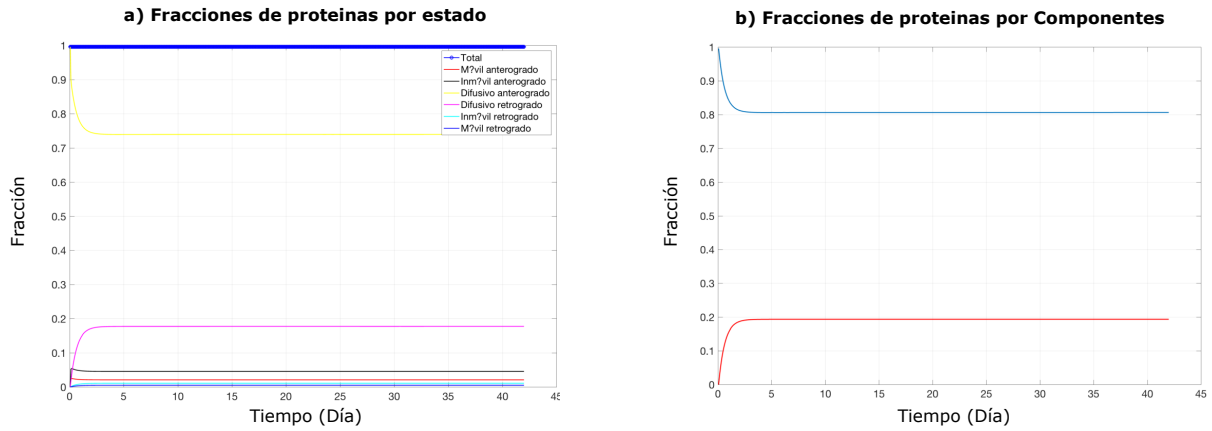 a) Fracciones de proteinas por estado
1
0.9
0.8
0.7
0.6
0.5
0.4
0.3
0.2
0.1
0
Fracción
0 5 10 15 20 25 30 35 40 45
Tiempo (Día)
Total
M?vil anterogrado
Inm?vil anterogrado
Difusivo anterogrado
Difusivo retrogrado
Inm?vil retrogrado
M?vil retrogrado
b) Fracciones de proteinas por Componentes
1
0.9
0.8
0.7
0.6
0.5
0.4
0.3
0.2
0.1
0
Fracción
0 5 10 15 20 25 30 35 40 45
Tiempo (Día)